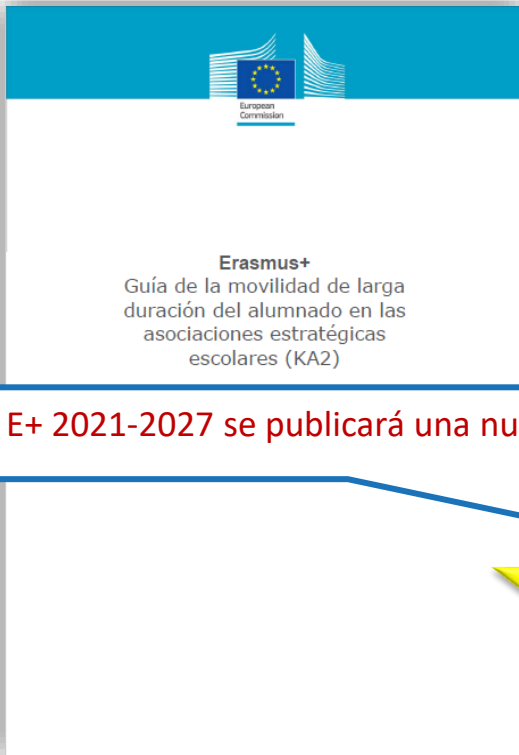 European
Commission
Erasmus+
Guía de la movilidad de larga
duración del alumnado en las
asociaciones estratégicas
escolares (KA2)
E+ 2021-2027 se publicará una nu